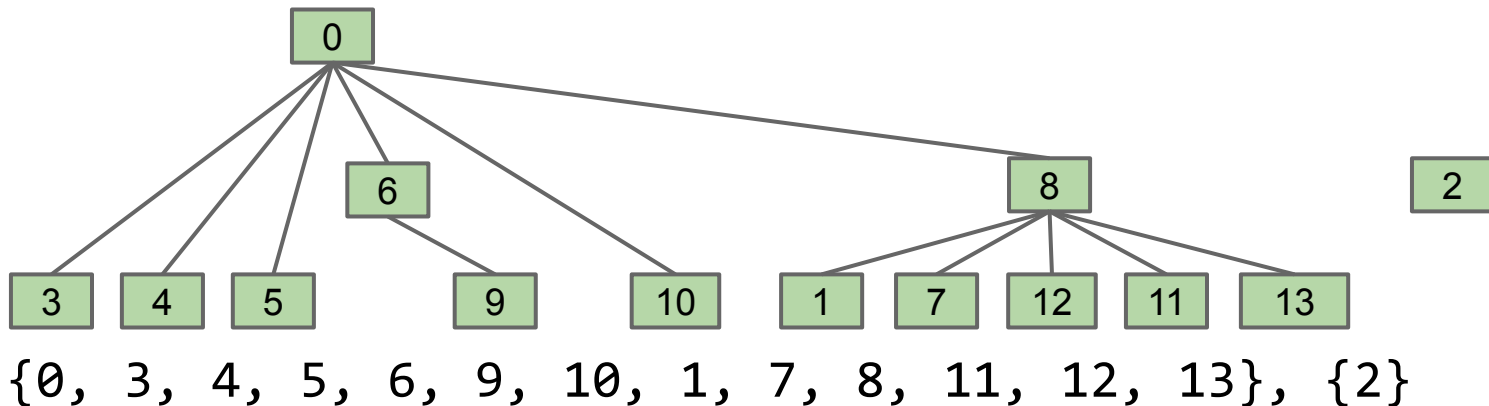 0
6 8 2
3 4 5 9 10 1 7 12 11 13
{0, 3, 4, 5, 6, 9, 10, 1, 7, 8, 11, 12, 13}, {2}